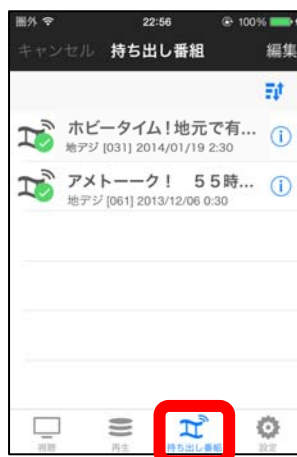 圏外 22:56 100%
キャンセル 持ち出し番組 編集
ホビータイム!地元で有...
地デジ [031] 2014/01/19 2:30
アメトーーク! 55時...
地デジ [061] 2013/12/06 0:30
視聴 再生 持ち出し番組 設定